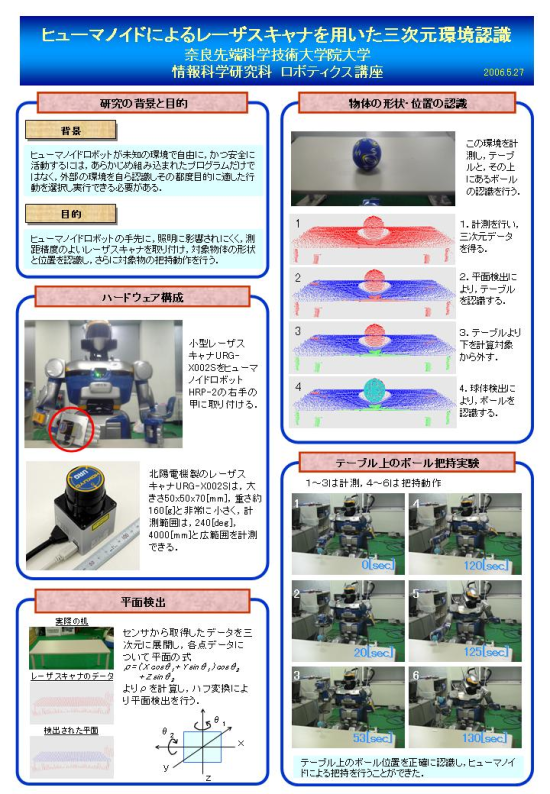 ヒューマノイドによるレーザスキャナを用いた三次元環境認識
奈良先端科学技術大学院大学
情報科学研究科 ロボティクス講座
2006.5.27
研究の背景と目的
背景
ヒューマノイドロボットが未知の環境で自由に，かつ安全に
活動するには，あらかじめ組み込まれたプログラムだけで
はなく，外部の環境を自ら認識しその都度目的に適した行
動を選択し実行できる必要がある．
目的
ヒューマノイドロボットの手先に，照明に影響されにくく，測
距精度のよいレーザスキャナを取り付け，対象物体の形状
と位置を認識し，さらに対象物の把持動作を行う．
ハードウェア構成
小型レーザス
キャナURG-
X002Sをヒューマ
ノイドロボット
HRP-2の右手の
甲に取り付ける．
北陽電機製のレーザス
キャナURG-X002Sは，大
きさ50x50x70[mm]，重さ約
160[g]と非常に小さく，計
測範囲は，240[deg]，
4000[mm]と広範囲を計測
できる．
平面検出
実際の机
レーザスキャナのデータ
検出された平面
センサから取得したデータを三
次元に展開し，各点データに
ついて平面の式
ρ=(X cosθ1+Y sinθ1)cosθ2
+Z sinθ2
よりρを計算し，ハフ変換によ
り平面検出を行う．
θ2
θ1
x
y
z
物体の形状・位置の認識
この環境を計
測し，テーブ
ルと，その上
にあるボール
の認識を行う．
1
1．計測を行い，
三次元データ
を得る．
2
2．平面検出に
より，テーブル
を認識する．
3
3．テーブルより
下を計算対象
から外す．
4
4．球体検出に
より，ボールを
認識する．
テーブル上のボール把持実験
1～3は計測，4～6は把持動作
1
0[sec]
4
120[sec]
2
20[sec]
5
125[sec]
3
53[sec]
6
130[sec]
テーブル上のボール位置を正確に認識し，ヒューマノイ
ドによる把持を行うことができた．